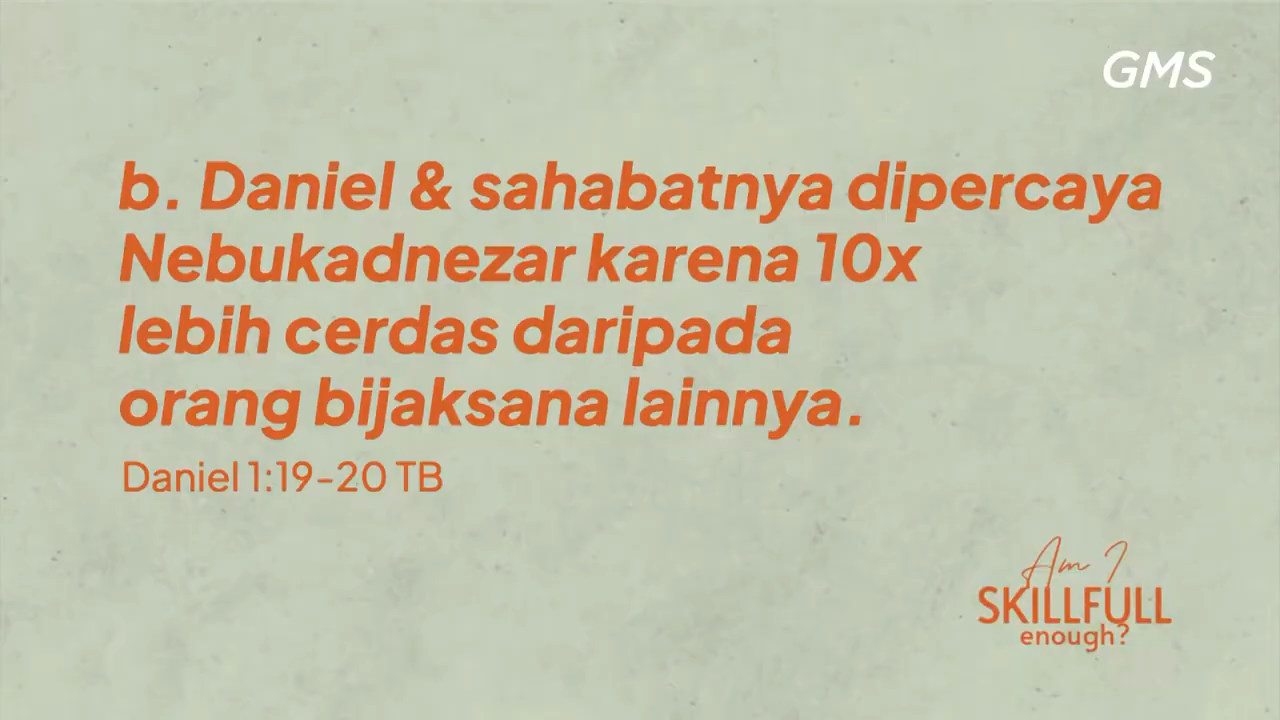 GMS
b. Daniel & sahabatnya dipercaya
Nebukadnezar karena 10x
lebih cerdas daripada
orang bijaksana lainnya.
Daniel 1:19-20 TB
Am I
SKILLFULL
enough?